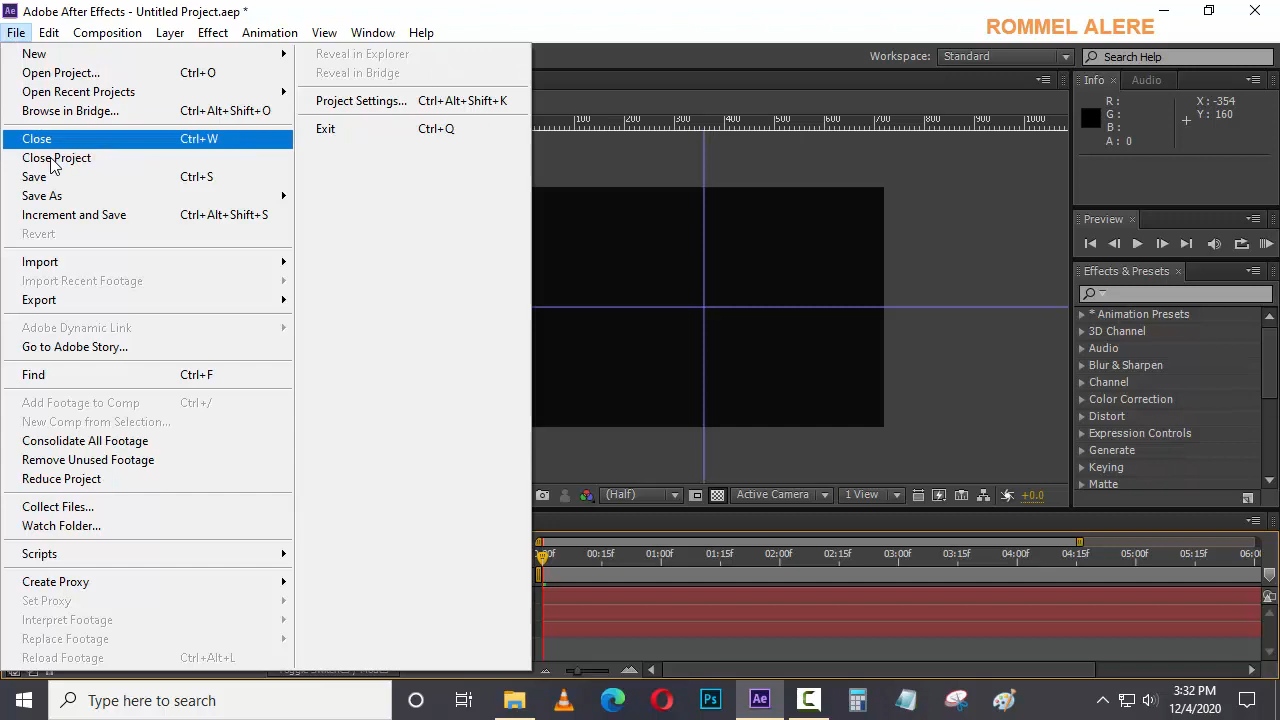 Adobe After Effects - Untitled Project.aep *
ROMMEL ALERE
File Edit Composition Layer Effect Animation View Window Help
Workspace: Standard Search Help
New
Open Project... Ctrl+O
Open Recent Projects
Browse in Bridge... Ctrl+Alt+Shift+O
Close Ctrl+W
Close Project
Save Ctrl+S
Save As
Increment and Save Ctrl+Alt+Shift+S
Revert
Import
Import Recent Footage
Export
Adobe Dynamic Link
Go to Adobe Story...
Find Ctrl+F
Add Footage to Comp Ctrl+/
New Comp from Selection...
Consolidate All Footage
Remove Unused Footage
Reduce Project
Collect Files...
Watch Folder...
Scripts
Create Proxy
Set Proxy
Interpret Footage
Replace Footage
Reload Footage Ctrl+Alt+L
Reveal in Explorer
Reveal in Bridge
Project Settings... Ctrl+Alt+Shift+K
Exit Ctrl+Q
100 200 300 400 500 600 700 800 900 1000
Info Audio
R: X: -354
G: Y: 160
B:
A: 0
Preview
Effects & Presets
* Animation Presets
3D Channel
Audio
Blur & Sharpen
Channel
Color Correction
Distort
Expression Controls
Generate
Keying
Matte
(Half) Active Camera 1 View +0.0
00:15f 01:00f 01:15f 02:00f 02:15f 03:00f 03:15f 04:00f 04:15f 05:00f 05:15f 06:0
Type here to search
Ps Ae
3:32 PM
12/4/2020